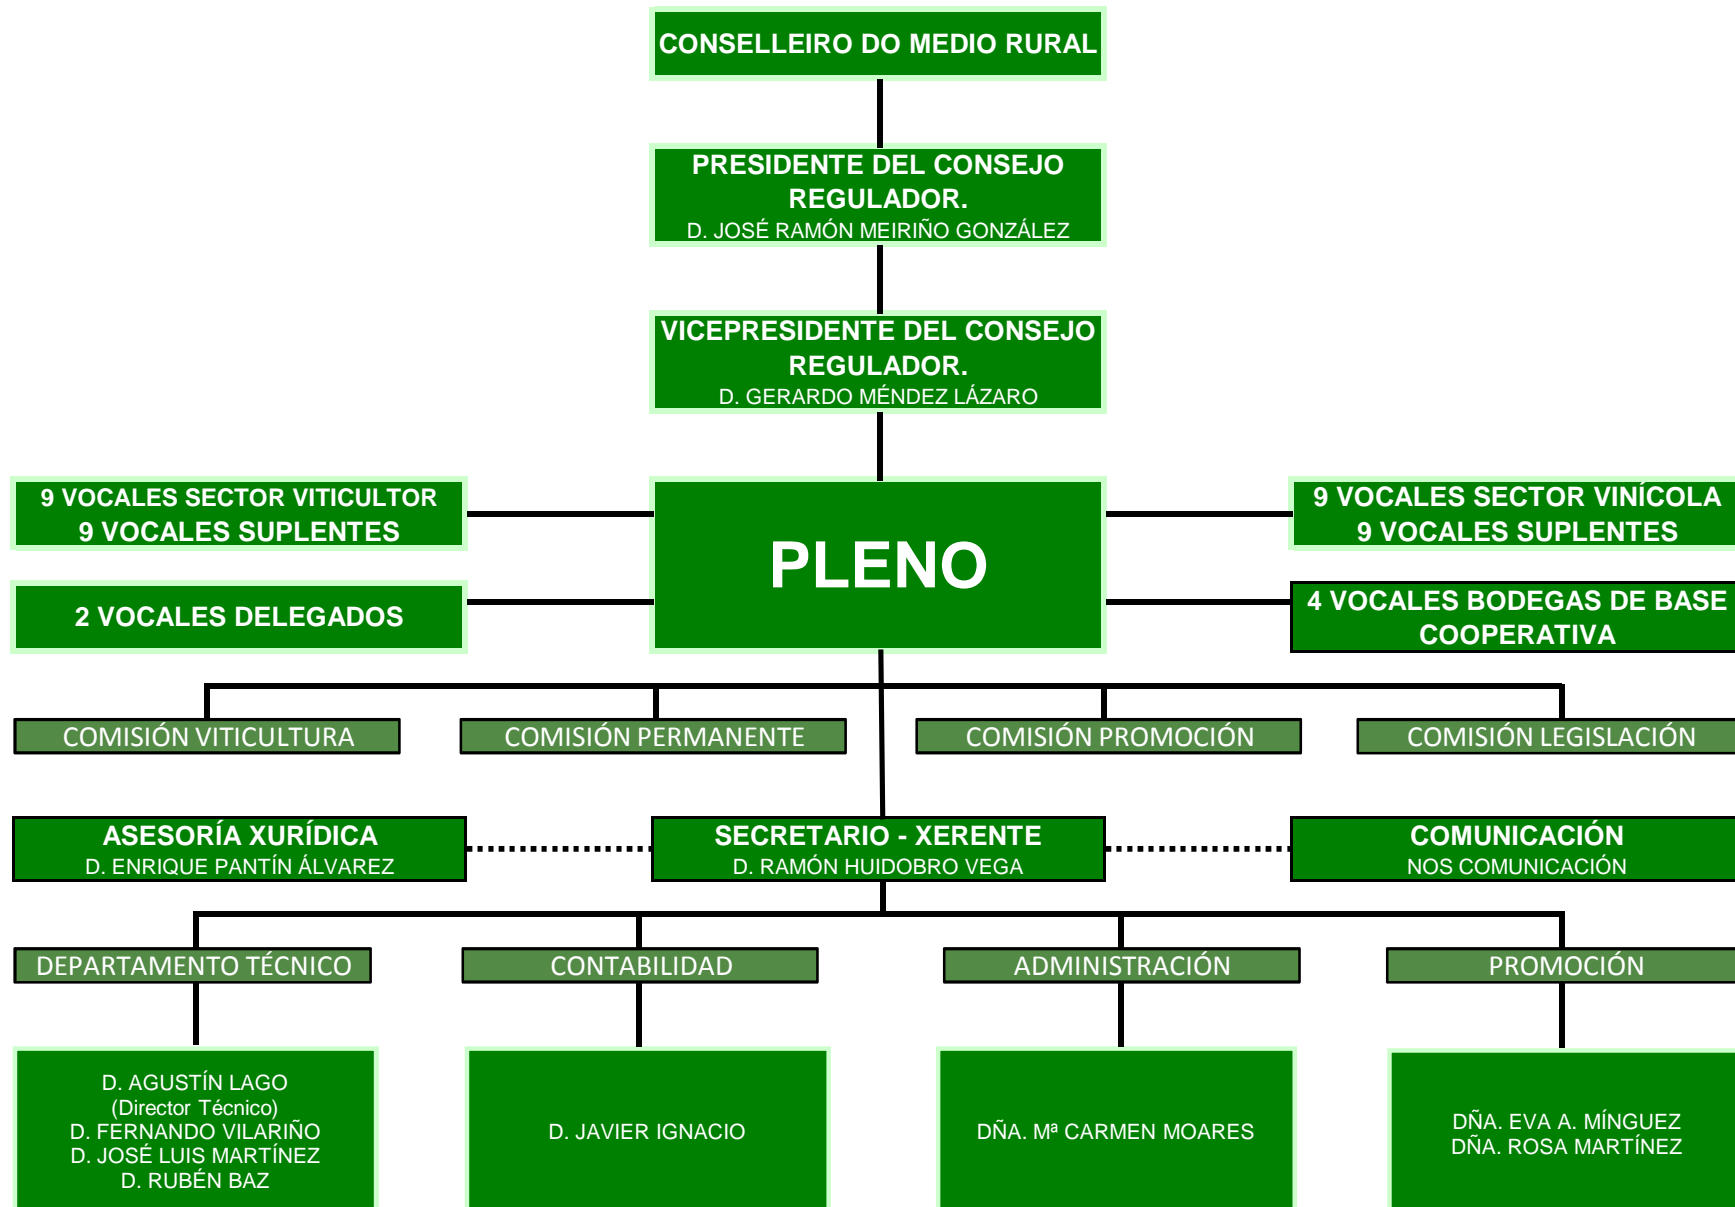 CONSELLEIRO DO MEDIO RURAL
PRESIDENTE DEL CONSEJO
REGULADOR.
D. JOSÉ RAMÓN MEIRIÑO GONZÁLEZ
VICEPRESIDENTE DEL CONSEJO
REGULADOR.
D. GERARDO MÉNDEZ LÁZARO
9 VOCALES SECTOR VITICULTOR
9 VOCALES SUPLENTES
PLENO
9 VOCALES SECTOR VINÍCOLA
9 VOCALES SUPLENTES
2 VOCALES DELEGADOS
4 VOCALES BODEGAS DE BASE
COOPERATIVA
COMISIÓN VITICULTURA
COMISIÓN PERMANENTE
COMISIÓN PROMOCIÓN
COMISIÓN LEGISLACIÓN
ASESORÍA XURÍDICA
D. ENRIQUE PANTÍN ÁLVAREZ
SECRETARIO - XERENTE
D. RAMÓN HUIDOBRO VEGA
COMUNICACIÓN
NOS COMUNICACIÓN
DEPARTAMENTO TÉCNICO
CONTABILIDAD
ADMINISTRACIÓN
PROMOCIÓN
D. AGUSTÍN LAGO
(Director Técnico)
D. FERNANDO VILARIÑO
D. JOSÉ LUIS MARTÍNEZ
D. RUBÉN BAZ
D. JAVIER IGNACIO
DÑA. Mª CARMEN MOARES
DÑA. EVA A. MÍNGUEZ
DÑA. ROSA MARTÍNEZ